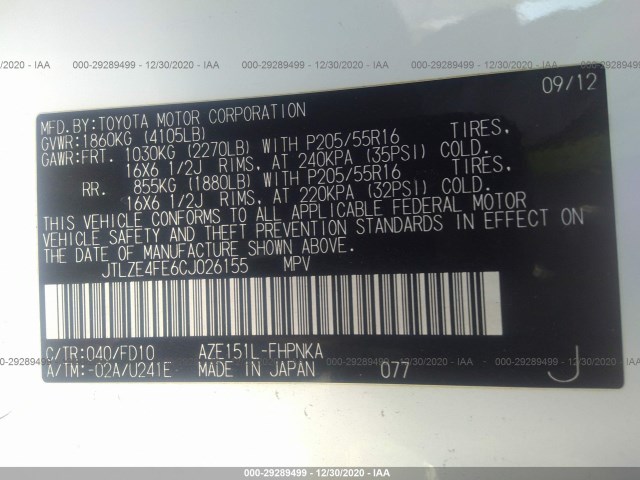 000-29289499 - 12/30/2020 - IAA
09/12
MFD.BY:TOYOTA MOTOR CORPORATION
GVWR:1860KG (4105LB)
GAWR:FRT. 1030KG (2270LB) WITH P205/55R16 TIRES,
16X6 1/2J RIMS, AT 240KPA (35PSI) COLD.
RR. 855KG (1880LB) WITH P205/55R16 TIRES,
16X6 1/2J RIMS, AT 220KPA (32PSI) COLD.
THIS VEHICLE CONFORMS TO ALL APPLICABLE FEDERAL MOTOR
VEHICLE SAFETY AND THEFT PREVENTION STANDARDS IN EFFECT ON
THE DATE OF MANUFACTURE SHOWN ABOVE.
JTLZE4FE6CJ026155 MPV
C/TR:040/FD10 AZE151L-FHPNKA
A/TM:-02A/U241E MADE IN JAPAN 077 J
000-29289499 - 12/30/2020 - IAA